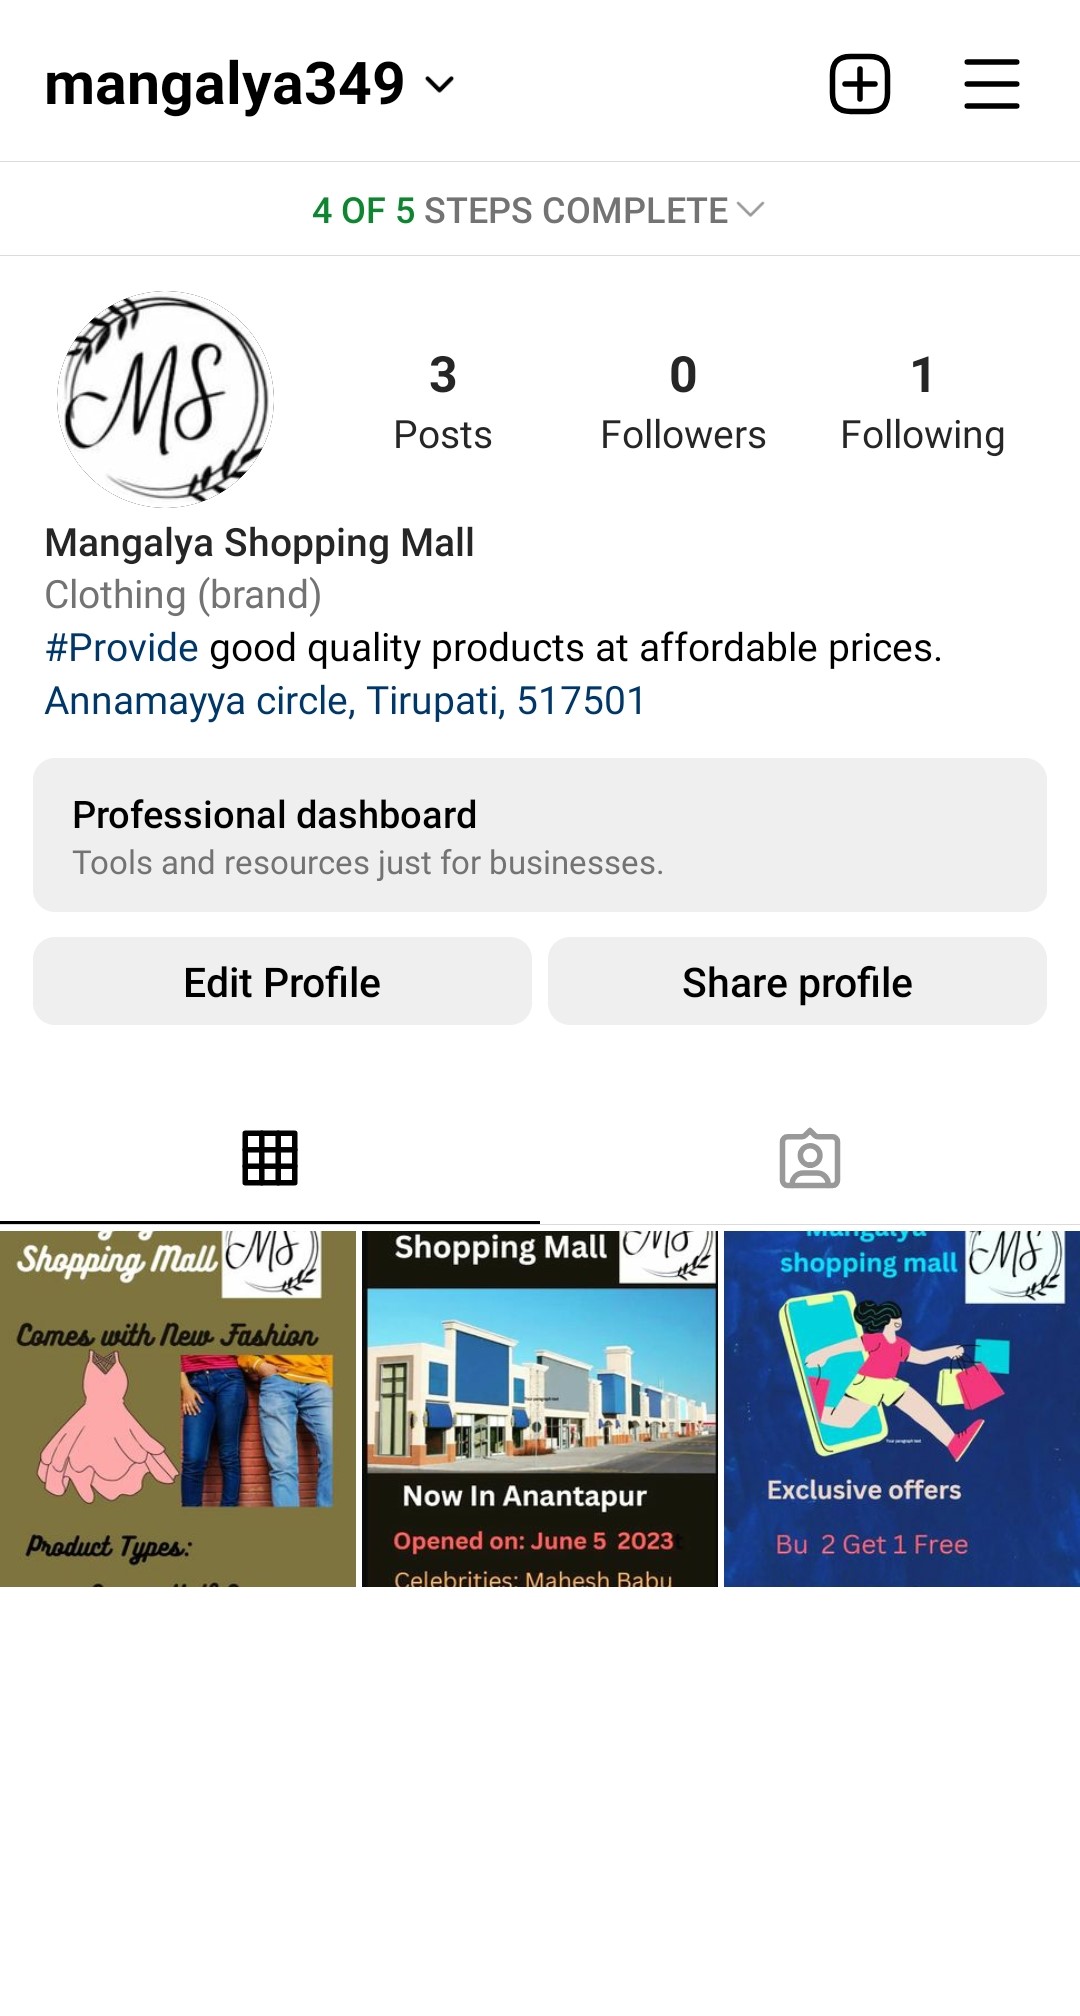 mangalya349
4 OF 5 STEPS COMPLETE
MS
3
Posts
0
Followers
1
Following
Mangalya Shopping Mall
Clothing (brand)
#Provide good quality products at affordable prices.
Annamayya circle, Tirupati, 517501
Professional dashboard
Tools and resources just for businesses.
Edit Profile
Share profile
Shopping Mall
MS
Comes with New Fashion
Product Types:
Shopping Mall
MS
Now In Anantapur
Opened on: June 5 2023
Celebrities: Mahesh Babu
Mangalya
shopping mall
MS
Exclusive offers
Bu 2 Get 1 Free